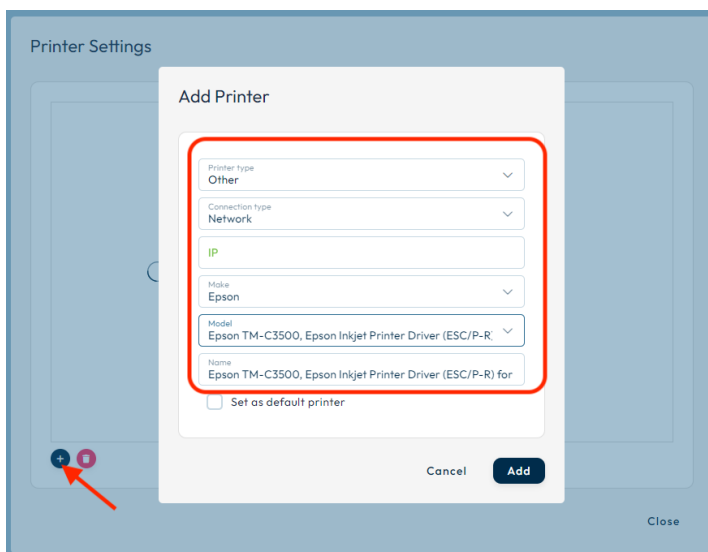 Printer Settings
Add Printer
Printer type
Other
Connection type
Network
IP
Make
Epson
Model
Epson TM-C3500, Epson Inkjet Printer Driver (ESC/P-R)
Name
Epson TM-C3500, Epson Inkjet Printer Driver (ESC/P-R) for
Set as default printer
Cancel
Add
Close